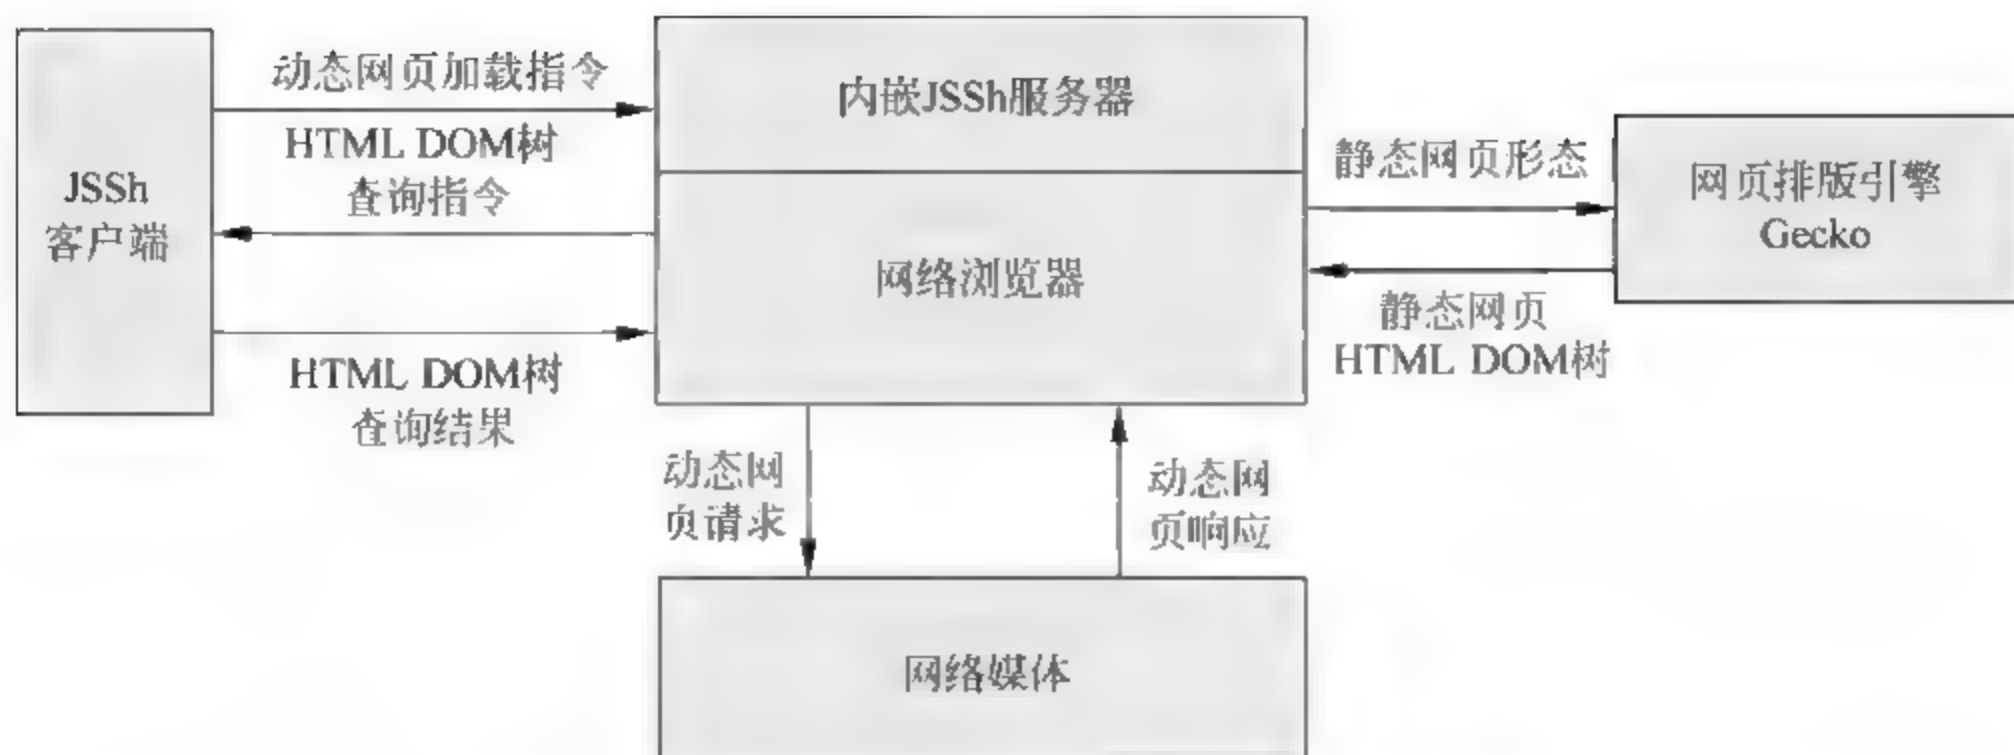 动态网页加载指令
HTML DOM树
查询指令
HTML DOM树
查询结果
JSSh
客户端
内嵌JSSh服务器
网络浏览器
静态网页形态
静态网页
HTML DOM树
网页排版引擎
Gecko
动态网
页请求
动态网
页响应
网络媒体